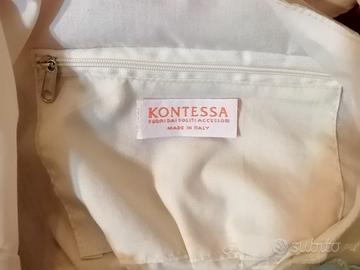 KONTESSA
FUORI DAI SOLITI ACCESSORI
MADE IN ITALY
subito